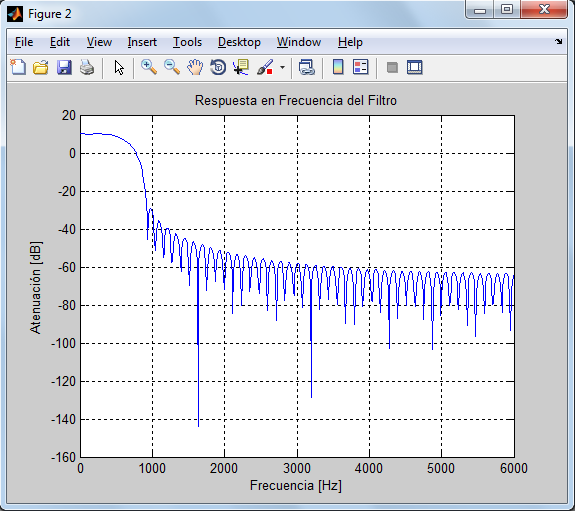 Figure 2
File Edit View Insert Tools Desktop Window Help
Respuesta en Frecuencia del Filtro
20
0
-20
-40
-60
-80
-100
-120
-140
-160
Atenuación [dB]
0 1000 2000 3000 4000 5000 6000
Frecuencia [Hz]